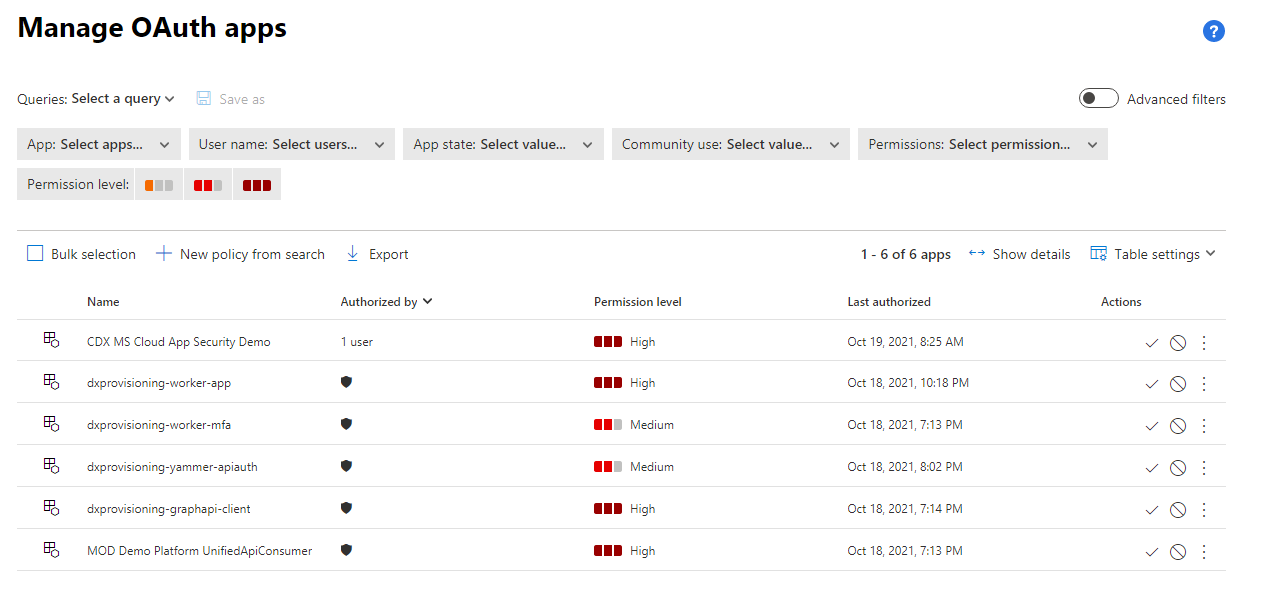 Manage OAuth apps
?
Queries: Select a query Save as Advanced filters
App: Select apps... User name: Select users... App state: Select value... Community use: Select value... Permissions: Select permission...
Permission level:
Bulk selection New policy from search Export 1 - 6 of 6 apps Show details Table settings
Name Authorized by Permission level Last authorized Actions
CDX MS Cloud App Security Demo 1 user High Oct 19, 2021, 8:25 AM
dxprovisioning-worker-app High Oct 18, 2021, 10:18 PM
dxprovisioning-worker-mfa Medium Oct 18, 2021, 7:13 PM
dxprovisioning-yammer-apiauth Medium Oct 18, 2021, 8:02 PM
dxprovisioning-graphapi-client High Oct 18, 2021, 7:14 PM
MOD Demo Platform UnifiedApiConsumer High Oct 18, 2021, 7:13 PM